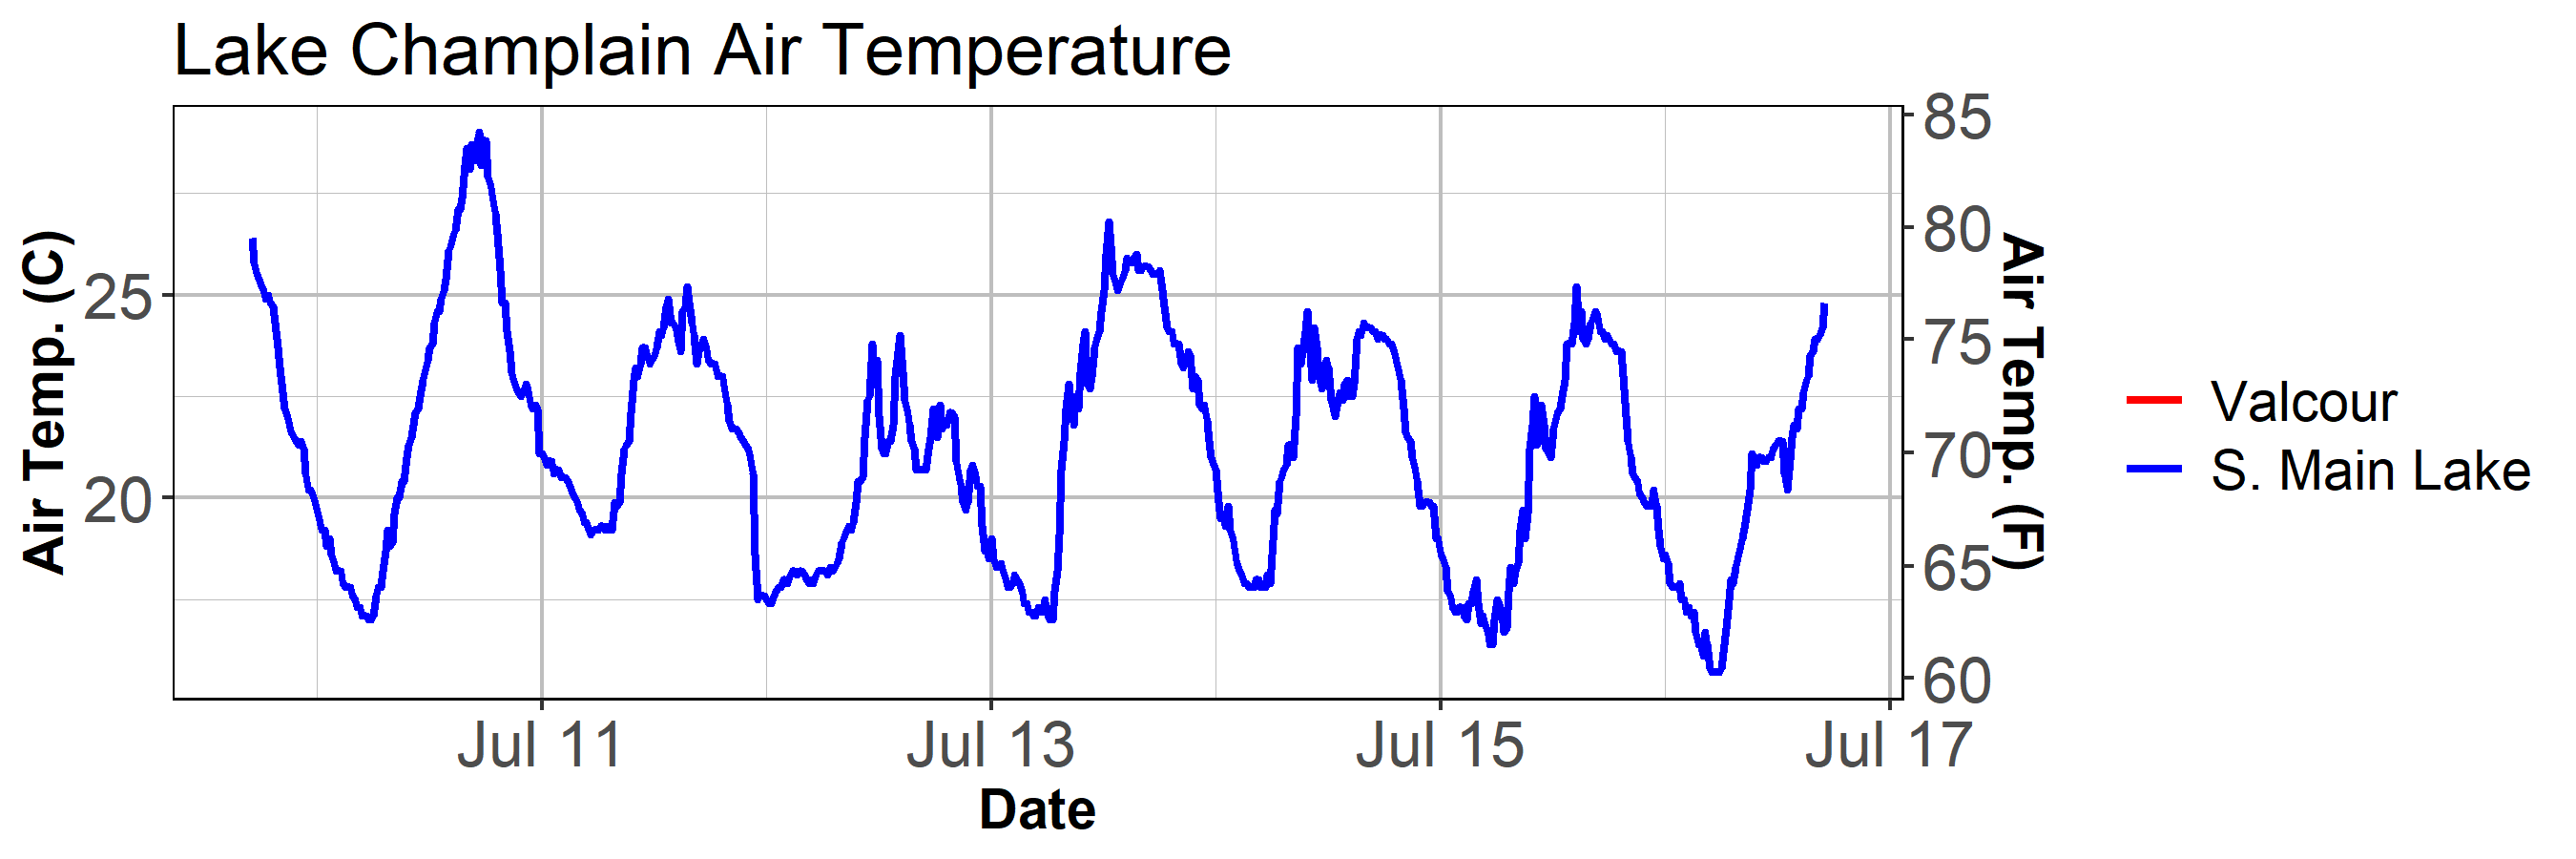 Lake Champlain Air Temperature
Air Temp. (C)
25
20
85
80
75
70
65
60
Air Temp. (F)
Jul 11
Jul 13
Jul 15
Jul 17
Date
Valcour
S. Main Lake